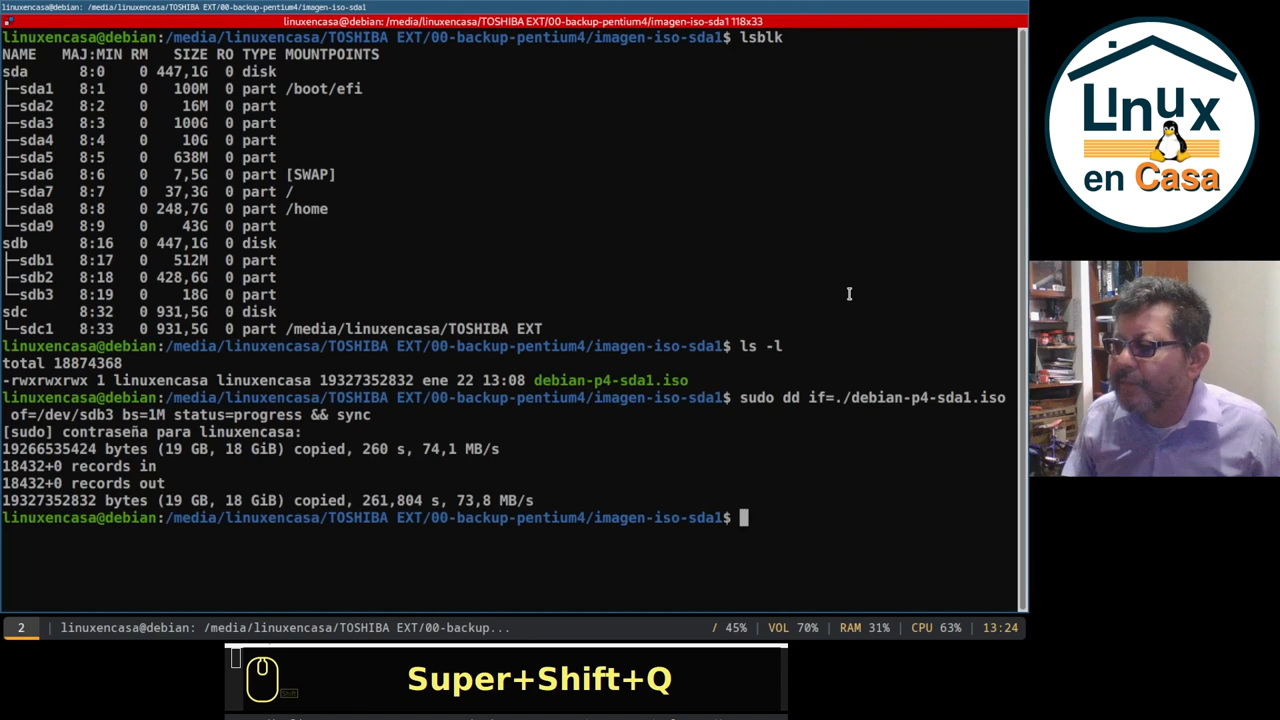 linuxencasa@debian: /media/linuxencasa/TOSHIBA EXT/00-backup-pentium4/imagen-iso-sda1
linuxencasa@debian: /media/linuxencasa/TOSHIBA EXT/00-backup-pentium4/imagen-iso-sda1 118x33
linuxencasa@debian:/media/linuxencasa/TOSHIBA EXT/00-backup-pentium4/imagen-iso-sda1$ lsblk
NAME   MAJ:MIN RM   SIZE RO TYPE MOUNTPOINTS
sda      8:0    0 447,1G  0 disk
├─sda1   8:1    0   100M  0 part /boot/efi
├─sda2   8:2    0    16M  0 part
├─sda3   8:3    0   100G  0 part
├─sda4   8:4    0    10G  0 part
├─sda5   8:5    0   638M  0 part
├─sda6   8:6    0   7,5G  0 part [SWAP]
├─sda7   8:7    0  37,3G  0 part /
├─sda8   8:8    0 248,7G  0 part /home
└─sda9   8:9    0    43G  0 part
sdb      8:16   0 447,1G  0 disk
├─sdb1   8:17   0   512M  0 part
├─sdb2   8:18   0 428,6G  0 part
└─sdb3   8:19   0    18G  0 part
sdc      8:32   0 931,5G  0 disk
└─sdc1   8:33   0 931,5G  0 part /media/linuxencasa/TOSHIBA EXT
linuxencasa@debian:/media/linuxencasa/TOSHIBA EXT/00-backup-pentium4/imagen-iso-sda1$ ls -l
total 18874368
-rwxrwxrwx 1 linuxencasa linuxencasa 19327352832 ene 22 13:08 debian-p4-sda1.iso
linuxencasa@debian:/media/linuxencasa/TOSHIBA EXT/00-backup-pentium4/imagen-iso-sda1$ sudo dd if=./debian-p4-sda1.iso
 of=/dev/sdb3 bs=1M status=progress && sync
[sudo] contraseña para linuxencasa:
19266535424 bytes (19 GB, 18 GiB) copied, 260 s, 74,1 MB/s
18432+0 records in
18432+0 records out
19327352832 bytes (19 GB, 18 GiB) copied, 261,804 s, 73,8 MB/s
linuxencasa@debian:/media/linuxencasa/TOSHIBA EXT/00-backup-pentium4/imagen-iso-sda1$
2 | linuxencasa@debian: /media/linuxencasa/TOSHIBA EXT/00-backup... / 45% | VOL 70% | RAM 31% | CPU 63% | 13:24
Super+Shift+Q
Linux
en Casa